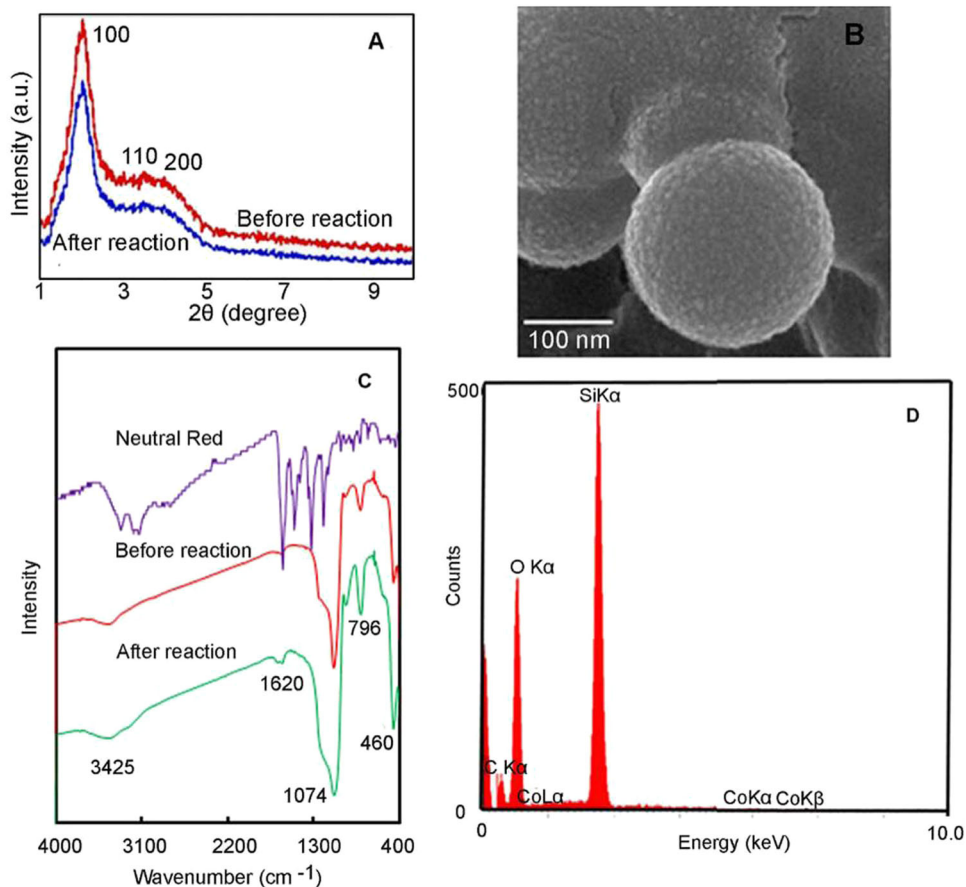 A
100
110
200
Before reaction
After reaction
Intensity (a.u.)
1 3 5 7 9
2θ (degree)
B
100 nm
C
Neutral Red
Before reaction
After reaction
796
1620
460
3425
1074
Intensity
4000 3100 2200 1300 400
Wavenumber (cm -1)
500
SiKα
D
O Kα
Counts
C Kα
CoLα
CoKα CoKβ
0
0 10.0
Energy (keV)